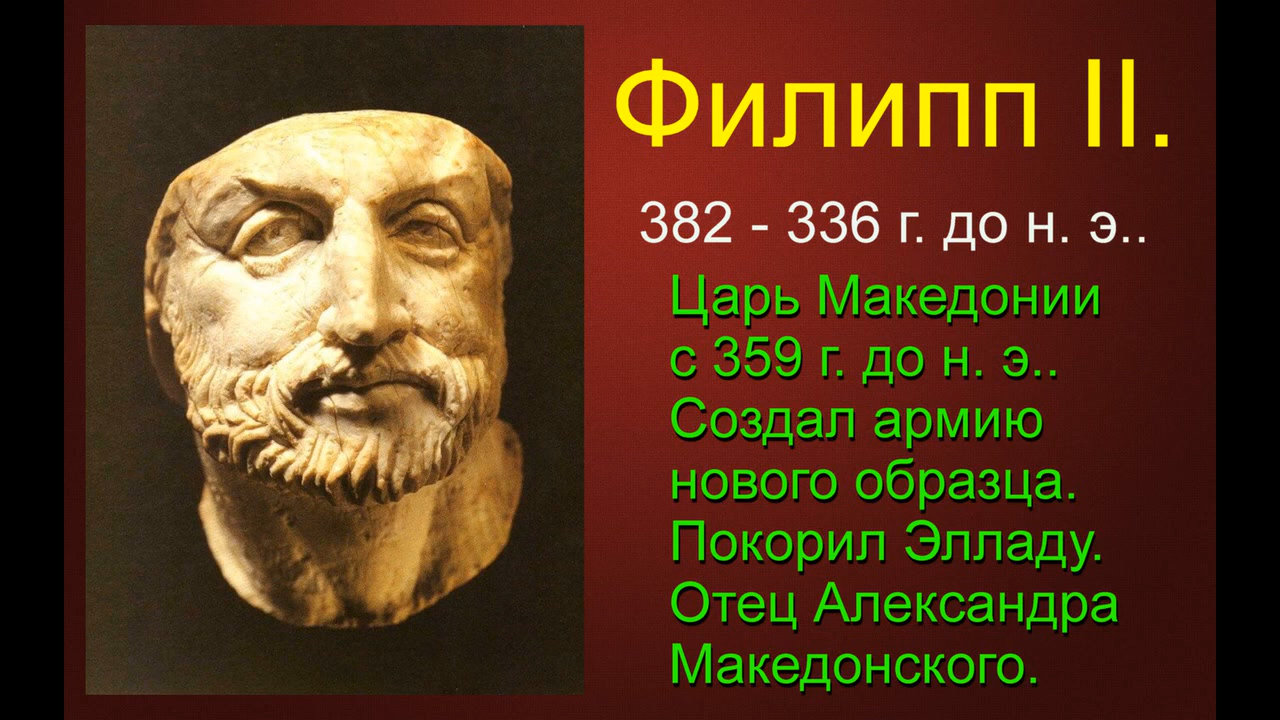 Филипп II.
382 - 336 г. до н. э..
Царь Македонии
с 359 г. до н. э..
Создал армию
нового образца.
Покорил Элладу.
Отец Александра
Македонского.